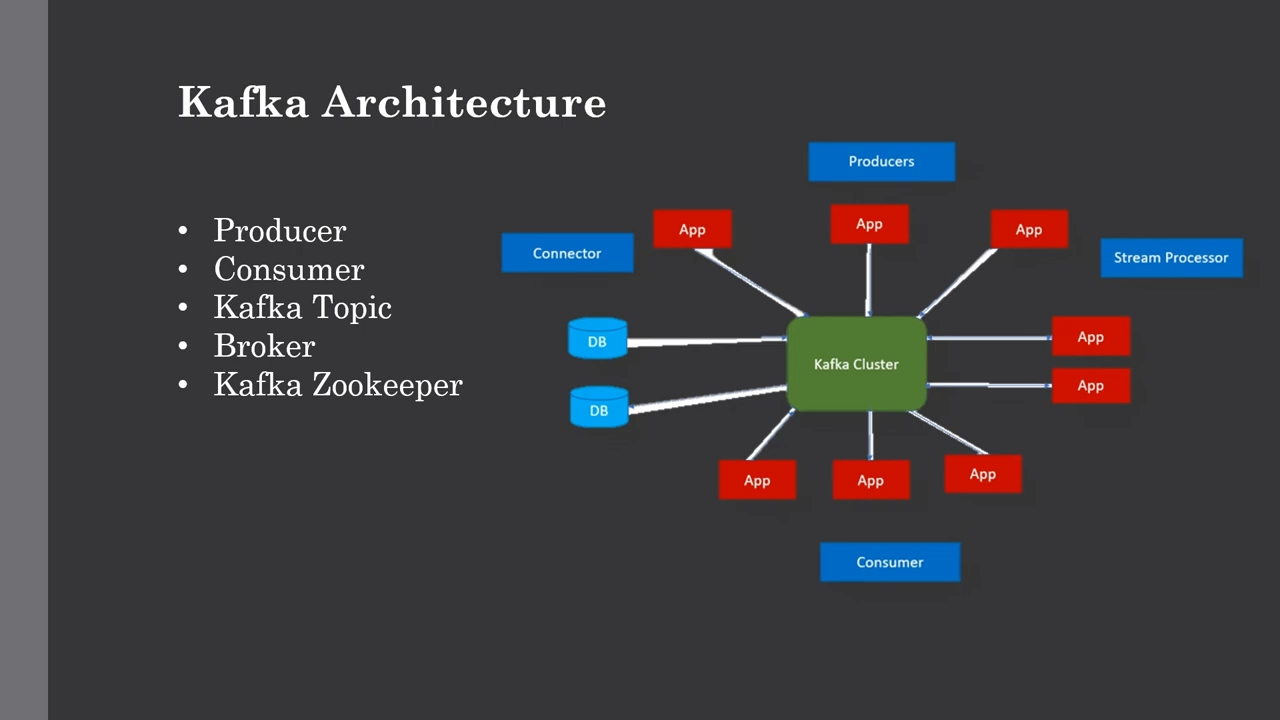 Kafka Architecture
• Producer
• Consumer
• Kafka Topic
• Broker
• Kafka Zookeeper
Producers
App
App
App
Connector
Stream Processor
DB
Kafka Cluster
App
DB
App
App
App
App
Consumer